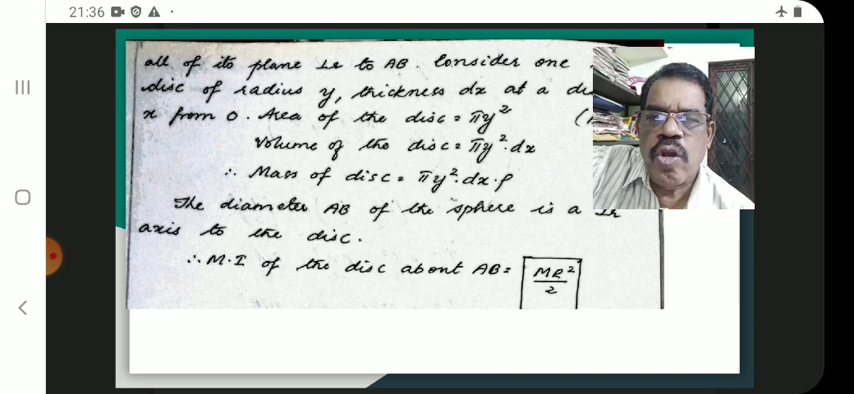 21:36
all of its plane Le to AB. Consider one
disc of radius y, thickness dx at a
x from O. Area of the disc = πy²
Volume of the disc = πy².dx
∴ Mass of disc = πy².dx.ρ
The diameter AB of the sphere is a Lr
axis to the disc.
∴ M.I of the disc about AB = MR²/2